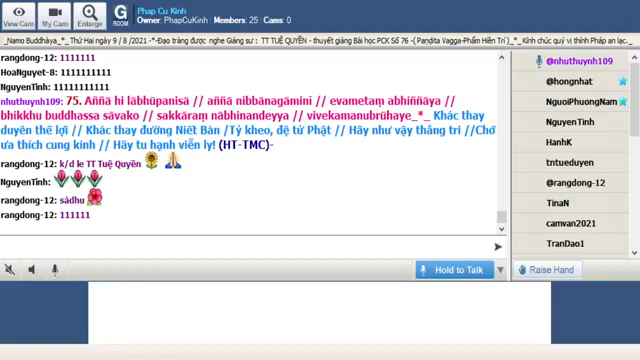 Phap Cu Kinh
Owner: PhapCuKinh  Members: 25  Cams: 0
View Cam
My Cam
Enlarge
G
ROOM
_Namo Buddhàya_*_ Thứ Hai ngày 9 / 8 /2021 -*-Đạo tràng được nghe Giảng sư : TT TUỆ QUYỀN – thuyết giảng Bài học PCK Số 76 -( Paṇḍita Vagga-Phẩm Hiền Trí )_*_ Kính chúc quý vị thính Pháp an lạc.
rangdong-12: 1111111
HoaNguyet-8: 1111111111
NguyenTinh: 11111111111
nhuthuynh109: 75. Aññā hi lābhūpanisā // aññā nibbānagāminī // evametaṃ abhiññāya //
bhikkhu buddhassa sāvako // sakkāraṃ nābhinandeyya // vivekamanubrūhaye_*_ Khác thay
duyên thế lợi // Khác thay đường Niết Bàn /Tỷ kheo, đệ tử Phật // Hãy như vậy thắng tri //Chớ
ưa thích cung kính // Hãy tu hạnh viễn ly! (HT-TMC)-
rangdong-12: k/d le TT Tuệ Quyền
NguyenTinh:
rangdong-12: sàdhu
rangdong-12: 111111
@nhuthuynh109
@hongnhat
NguoiPhuongNam
NguyenTinh
HanhK
tntueduyen
@rangdong-12
TinaN
camvan2021
TranDao1
Hold to Talk
Raise Hand